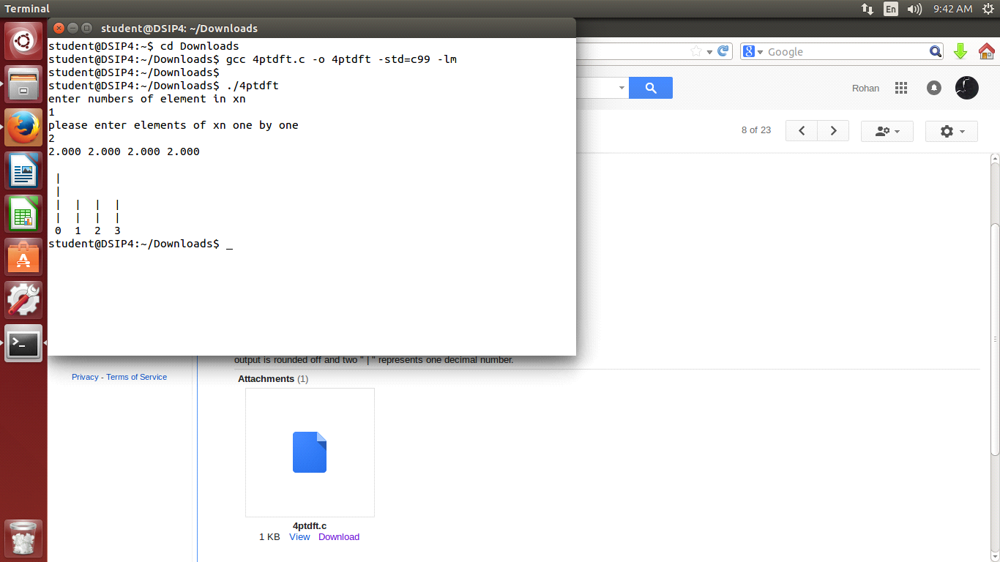 Terminal
En
9:42 AM
student@DSIP4: ~/Downloads
student@DSIP4:~$ cd Downloads
student@DSIP4:~/Downloads$ gcc 4ptdft.c -o 4ptdft -std=c99 -lm
student@DSIP4:~/Downloads$
student@DSIP4:~/Downloads$ ./4ptdft
enter numbers of element in xn
1
please enter elements of xn one by one
2
2.000 2.000 2.000 2.000
|
|
| | | |
| | | |
0 1 2 3
student@DSIP4:~/Downloads$ _
8 Google
Rohan
8 of 23
output is rounded off and two " | " represents one decimal number.
Privacy - Terms of Service
Attachments (1)
4ptdft.c
1 KB View Download